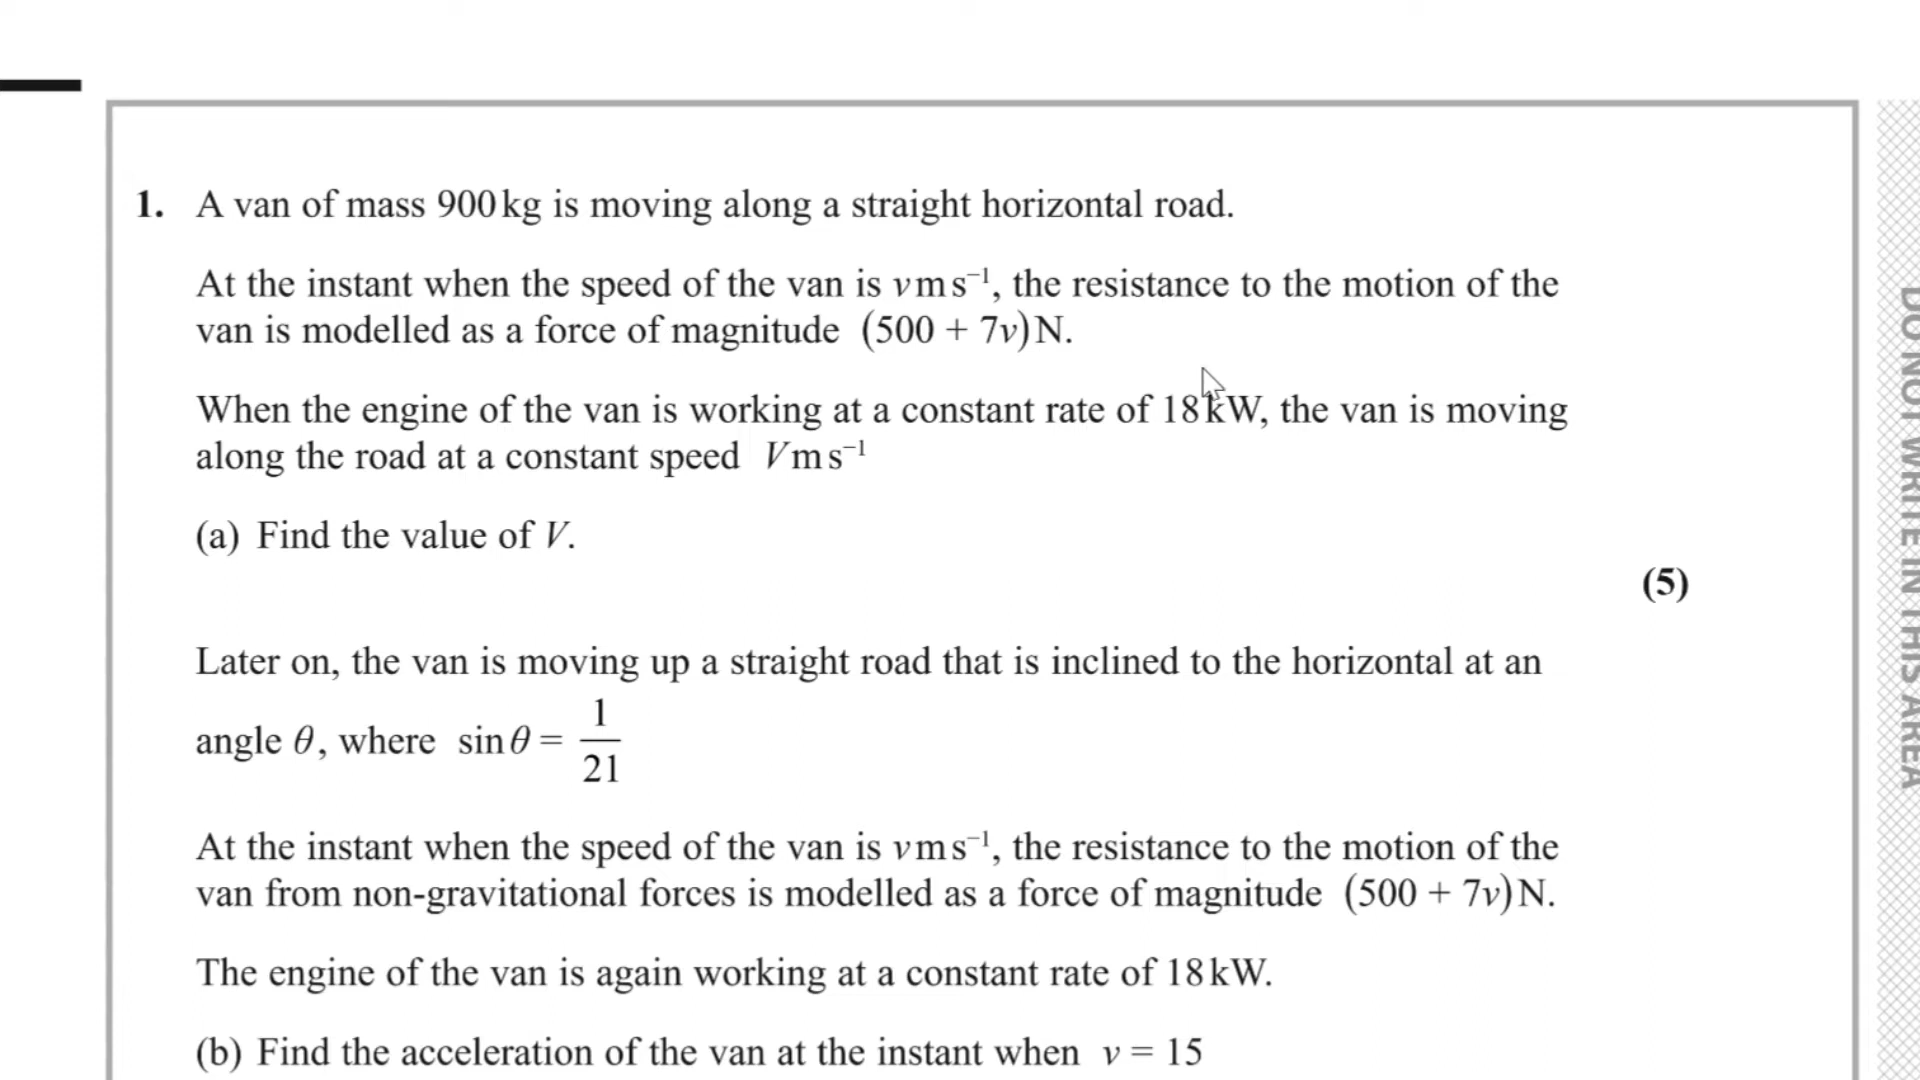 1. A van of mass 900 kg is moving along a straight horizontal road.
At the instant when the speed of the van is v m s⁻¹, the resistance to the motion of the
van is modelled as a force of magnitude (500 + 7v) N.
When the engine of the van is working at a constant rate of 18 kW, the van is moving
along the road at a constant speed V m s⁻¹
(a) Find the value of V.
(5)
Later on, the van is moving up a straight road that is inclined to the horizontal at an
angle θ, where sin θ = 1/21
At the instant when the speed of the van is v m s⁻¹, the resistance to the motion of the
van from non-gravitational forces is modelled as a force of magnitude (500 + 7v) N.
The engine of the van is again working at a constant rate of 18 kW.
(b) Find the acceleration of the van at the instant when v = 15
DO NOT WRITE IN THIS AREA